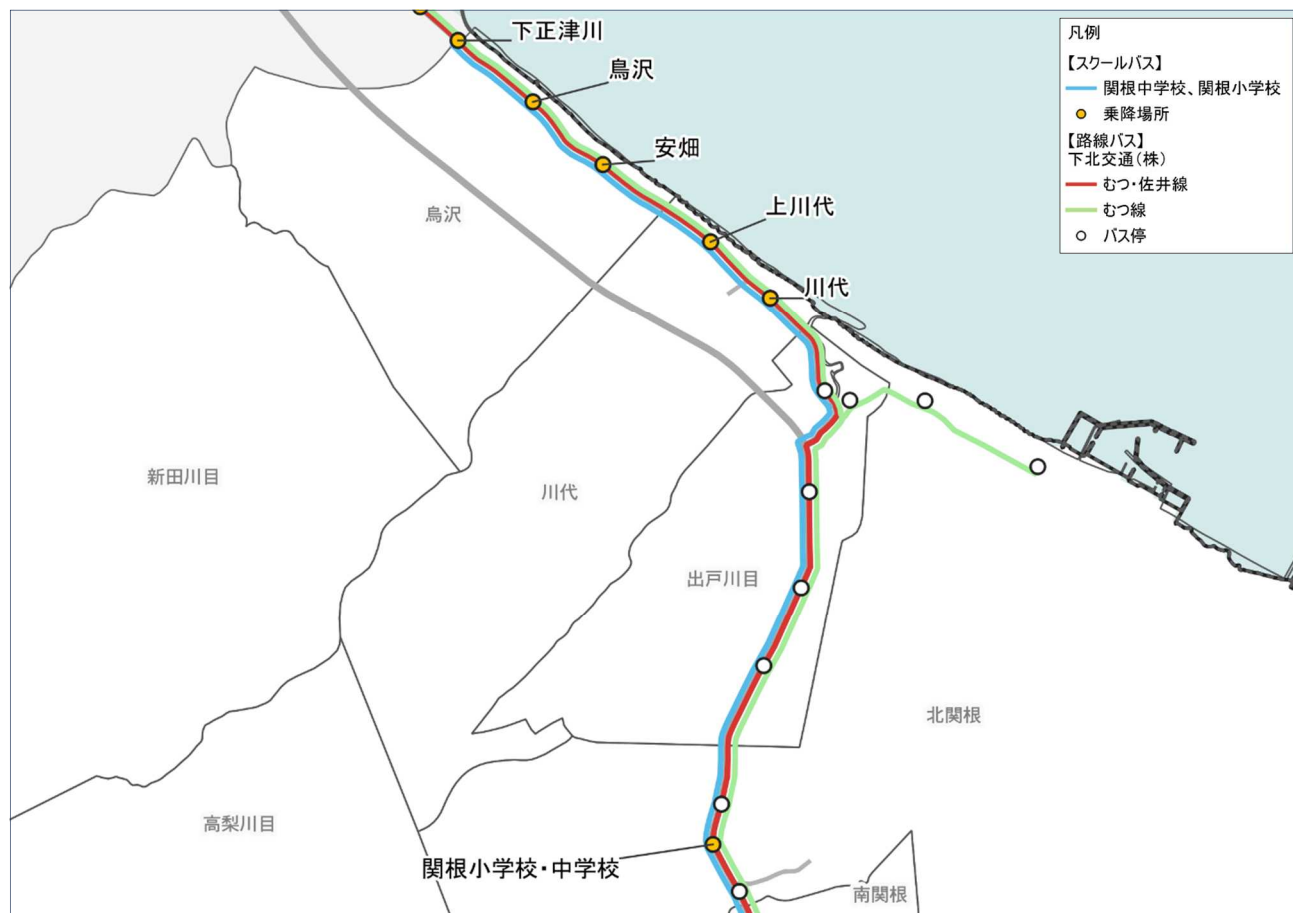 下正津川
鳥沢
安畑
上川代
川代
凡例
【スクールバス】
関根中学校、関根小学校
乗降場所
【路線バス】
下北交通(株)
むつ・佐井線
むつ線
バス停
鳥沢
新田川目
川代
出戸川目
北関根
高梨川目
関根小学校・中学校
南関根